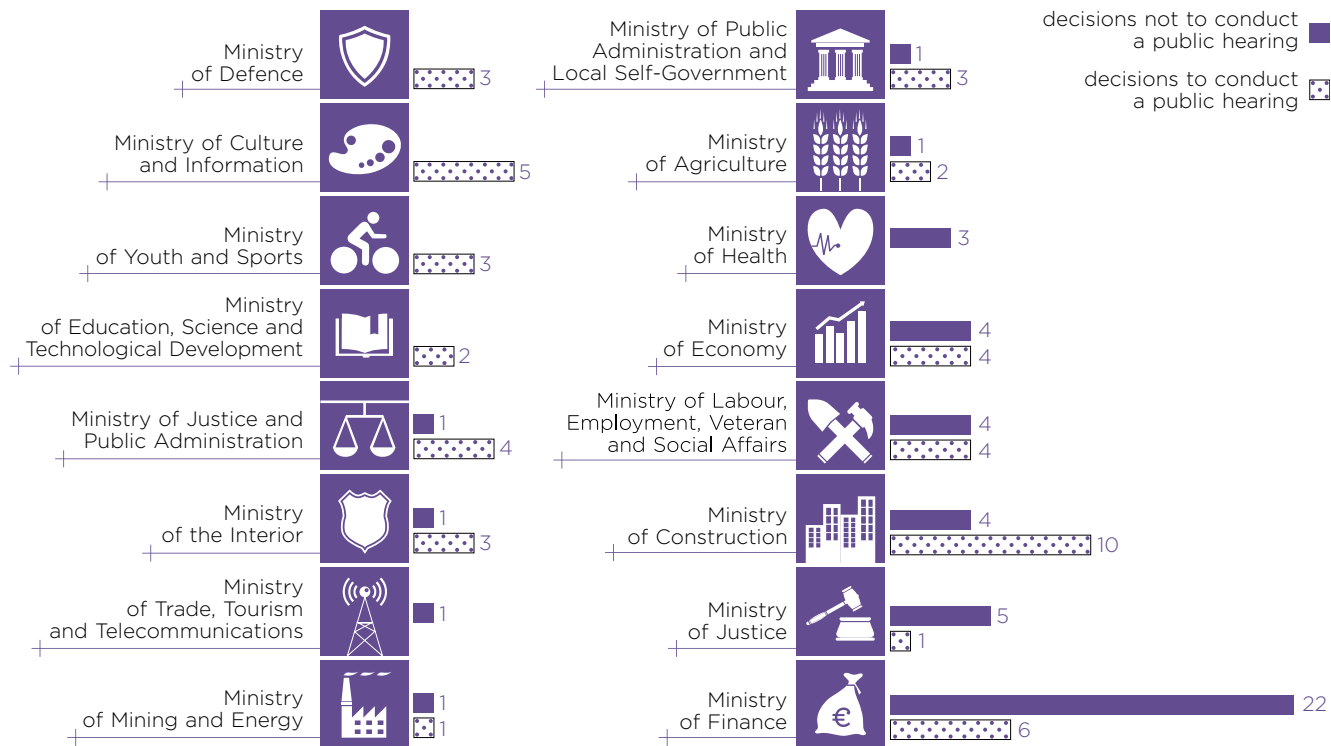 Ministry
of Defence
3
Ministry of Culture
and Information
5
Ministry
of Youth and Sports
3
Ministry
of Education, Science and
Technological Development
2
Ministry of Justice and
Public Administration
1
4
Ministry
of the Interior
1
3
Ministry
of Trade, Tourism
and Telecommunications
1
Ministry
of Mining and Energy
1
1
Ministry of Public
Administration and
Local Self-Government
1
3
Ministry
of Agriculture
1
2
Ministry
of Health
3
Ministry
of Economy
4
4
Ministry of Labour,
Employment, Veteran
and Social Affairs
4
4
Ministry
of Construction
4
10
Ministry
of Justice
5
1
Ministry
of Finance
€
22
6
decisions not to conduct
a public hearing
decisions to conduct
a public hearing